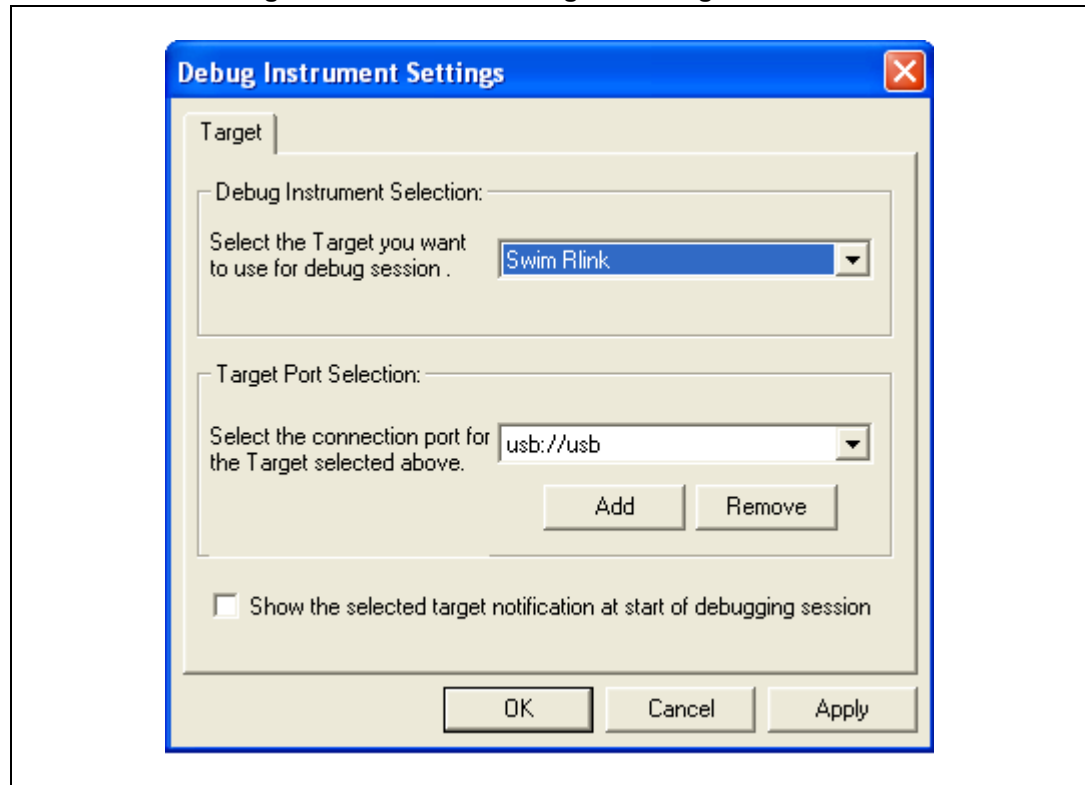 Debug Instrument Settings
Target
Debug Instrument Selection:
Select the Target you want
to use for debug session .
Swim Rlink
Target Port Selection:
Select the connection port for
the Target selected above.
usb://usb
Add
Remove
Show the selected target notification at start of debugging session
OK
Cancel
Apply